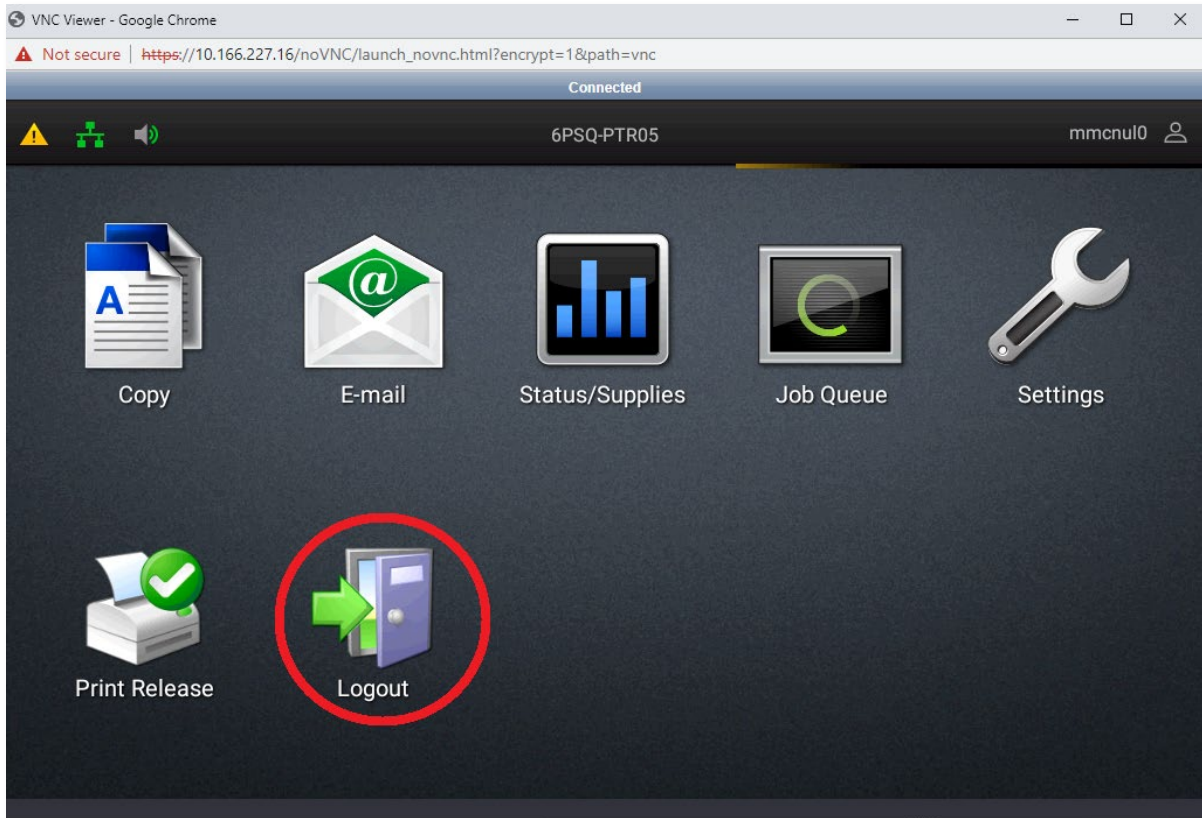 VNC Viewer - Google Chrome
Not secure | https://10.166.227.16/noVNC/launch_novnc.html?encrypt=1&path=vnc
Connected
6PSQ-PTR05 mmcnul0
A @
Copy E-mail Status/Supplies Job Queue Settings
Print Release Logout